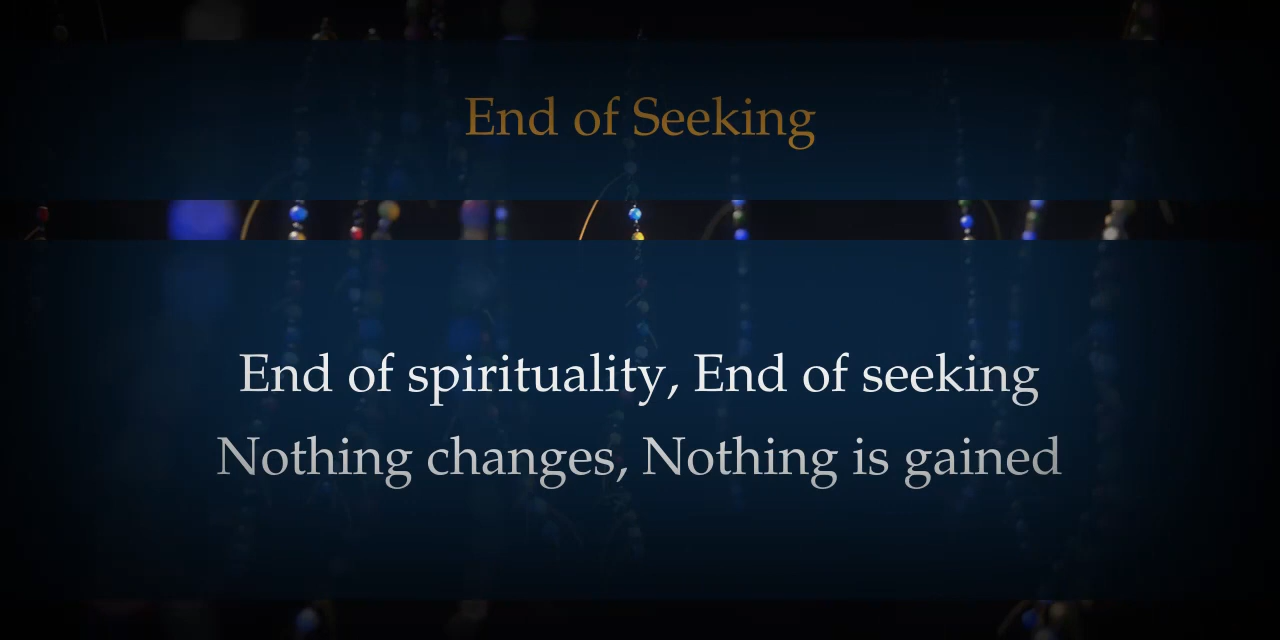 End of Seeking
End of spirituality, End of seeking
Nothing changes, Nothing is gained